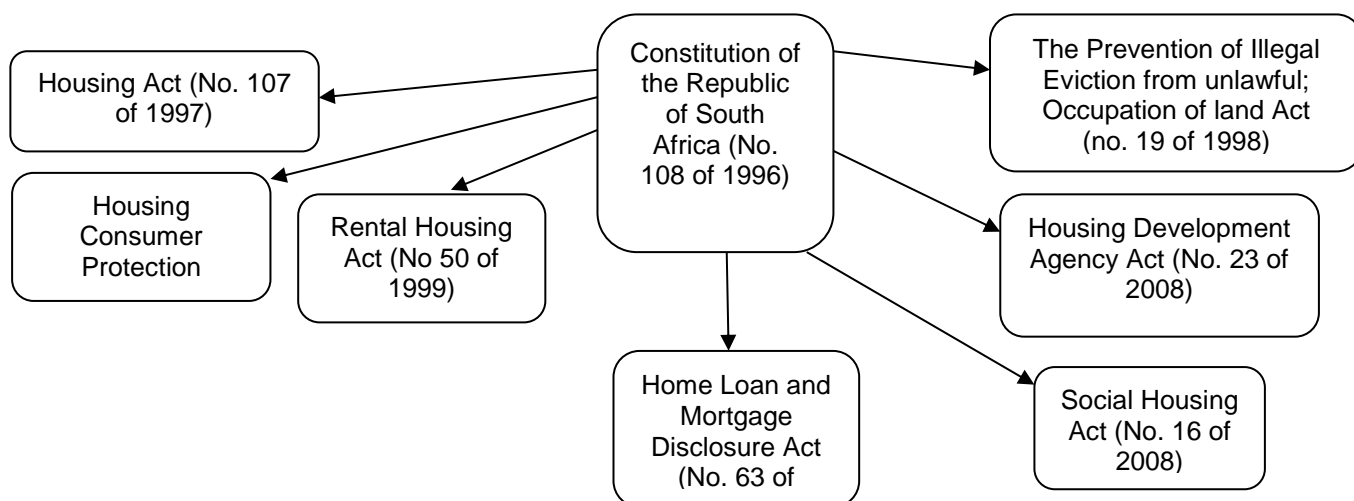 Constitution of
the Republic
of South
Africa (No.
108 of 1996)
Housing Act (No. 107
of 1997)
Housing
Consumer
Protection
Rental Housing
Act (No 50 of
1999)
Home Loan and
Mortgage
Disclosure Act
(No. 63 of
The Prevention of Illegal
Eviction from unlawful;
Occupation of land Act
(no. 19 of 1998)
Housing Development
Agency Act (No. 23 of
2008)
Social Housing
Act (No. 16 of
2008)